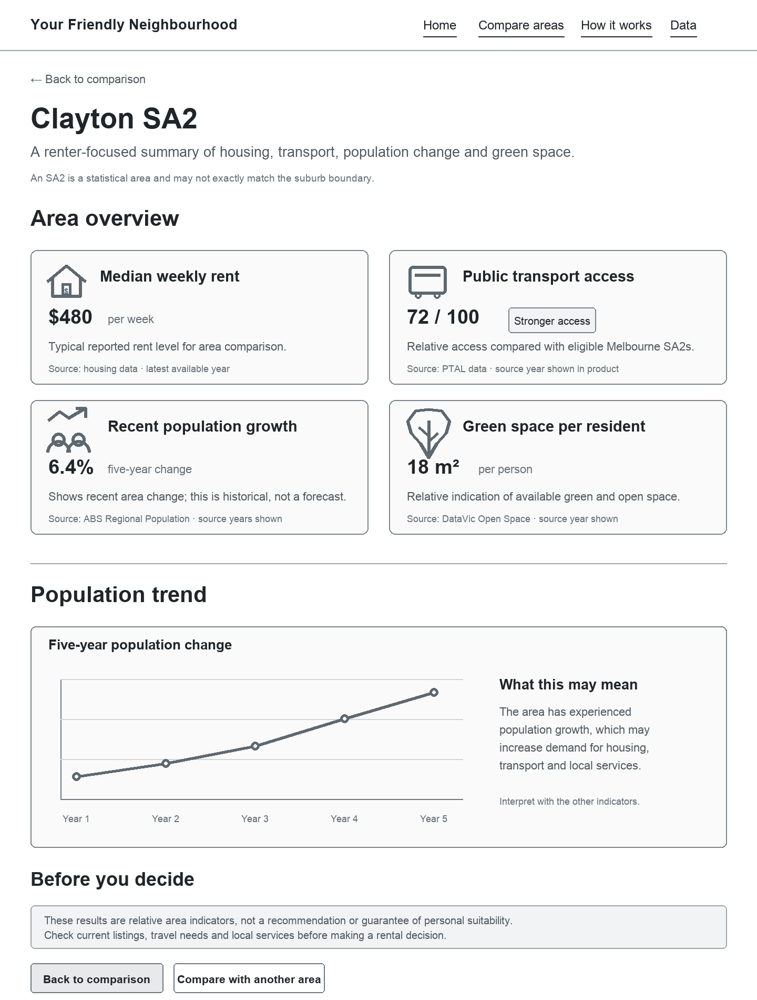 Your Friendly Neighbourhood
Home Compare areas How it works Data
← Back to comparison
Clayton SA2
A renter-focused summary of housing, transport, population change and green space.
An SA2 is a statistical area and may not exactly match the suburb boundary.
Area overview
Median weekly rent
$
$480 per week
Typical reported rent level for area comparison.
Source: housing data · latest available year
Public transport access
72 / 100 Stronger access
Relative access compared with eligible Melbourne SA2s.
Source: PTAL data · source year shown in product
Recent population growth
6.4% five-year change
Shows recent area change; this is historical, not a forecast.
Source: ABS Regional Population · source years shown
Green space per resident
18 m² per person
Relative indication of available green and open space.
Source: DataVic Open Space · source year shown
Population trend
Five-year population change
Year 1 Year 2 Year 3 Year 4 Year 5
What this may mean
The area has experienced
population growth, which may
increase demand for housing,
transport and local services.
Interpret with the other indicators.
Before you decide
These results are relative area indicators, not a recommendation or guarantee of personal suitability.
Check current listings, travel needs and local services before making a rental decision.
Back to comparison Compare with another area